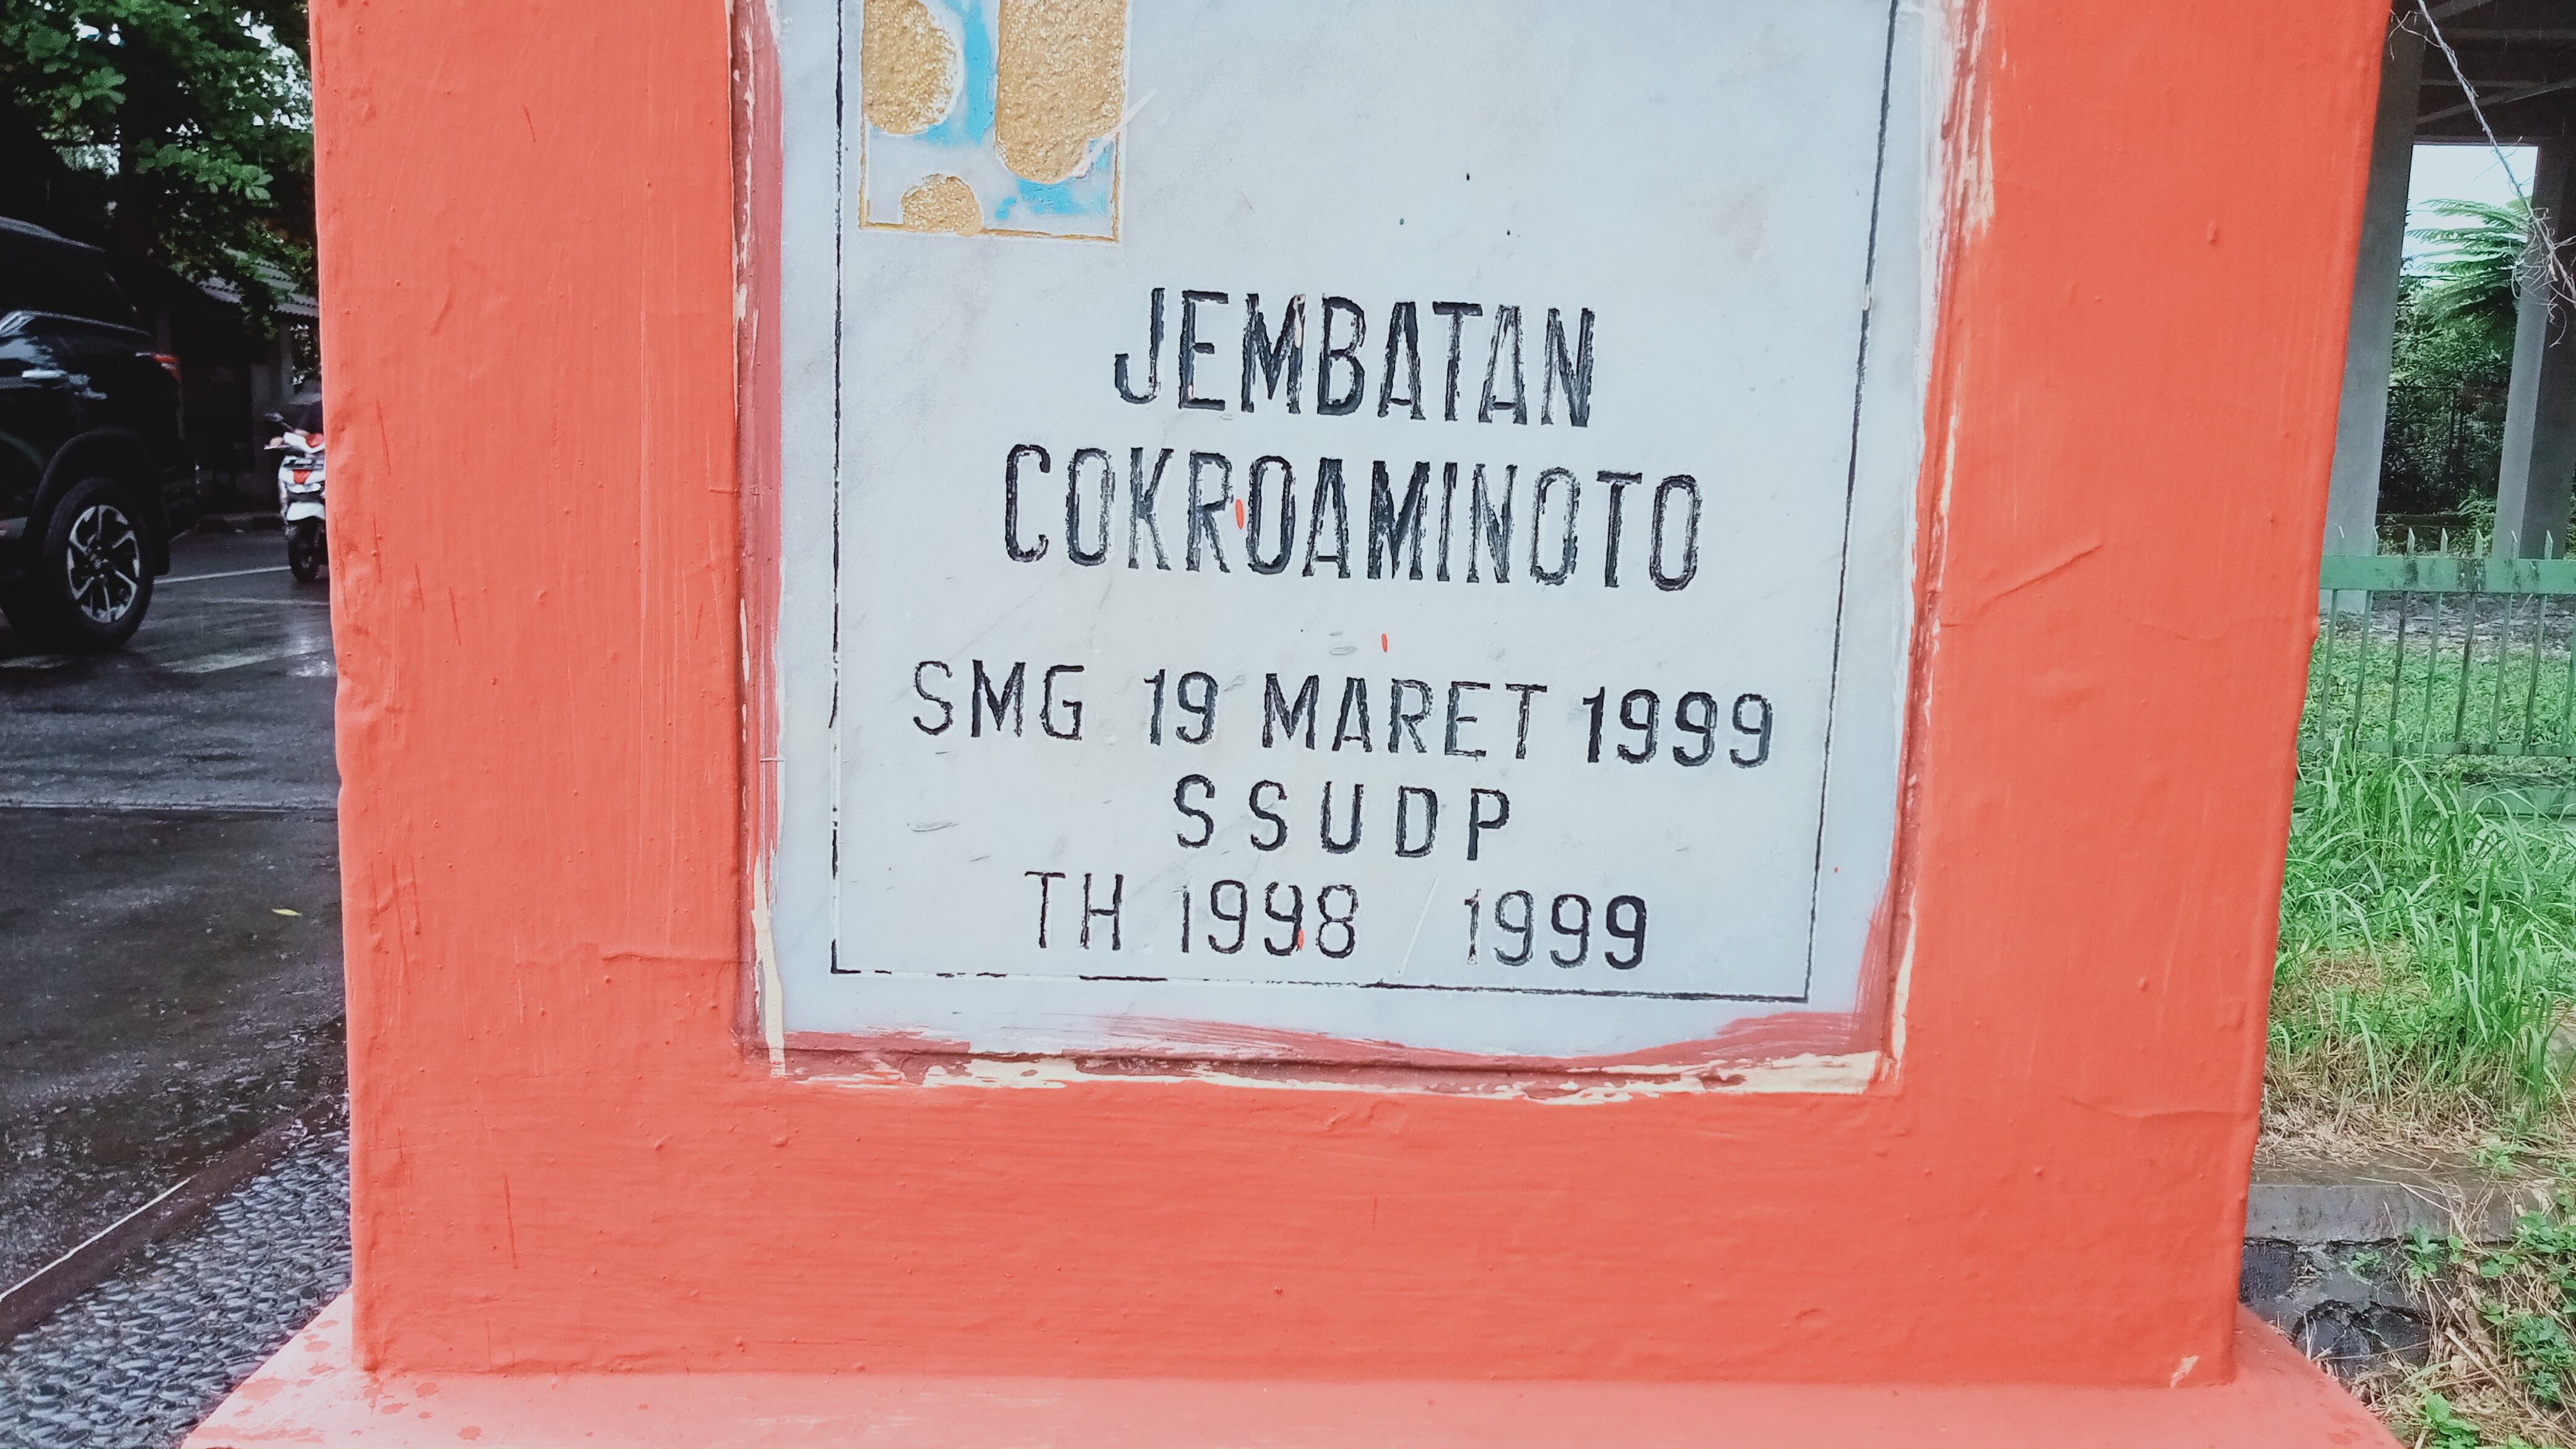 JEMBATAN
COKROAMINOTO
SMG 19 MARET 1999
SSUDP
TH 1998 / 1999